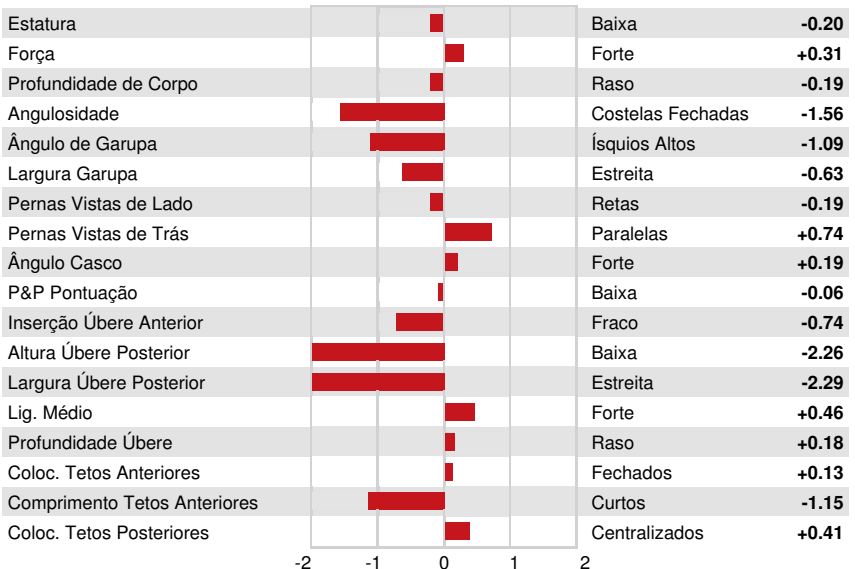 Estatura Baixa -0.20
Força Forte +0.31
Profundidade de Corpo Raso -0.19
Angulosidade Costelas Fechadas -1.56
Ângulo de Garupa Ísquios Altos -1.09
Largura Garupa Estreita -0.63
Pernas Vistas de Lado Retas -0.19
Pernas Vistas de Trás Paralelas +0.74
Ângulo Casco Forte +0.19
P&P Pontuação Baixa -0.06
Inserção Úbere Anterior Fraco -0.74
Altura Úbere Posterior Baixa -2.26
Largura Úbere Posterior Estreita -2.29
Lig. Médio Forte +0.46
Profundidade Úbere Raso +0.18
Coloc. Tetos Anteriores Fechados +0.13
Comprimento Tetos Anteriores Curtos -1.15
Coloc. Tetos Posteriores Centralizados +0.41
-2 -1 0 1 2